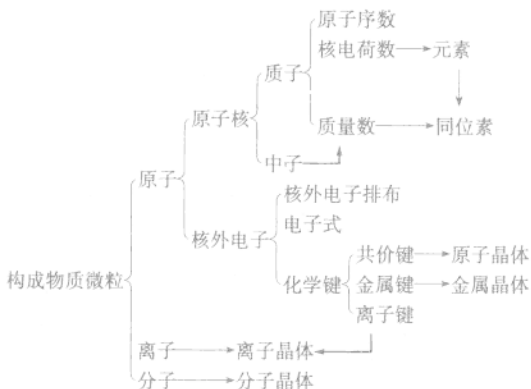 原子序数
核电荷数 元素
质子
质量数 同位素
原子核
中子
原子
核外电子排布
核外电子 电子式
共价键 原子晶体
化学键 金属键 金属晶体
构成物质微粒
离子键
离子 离子晶体
分子 分子晶体